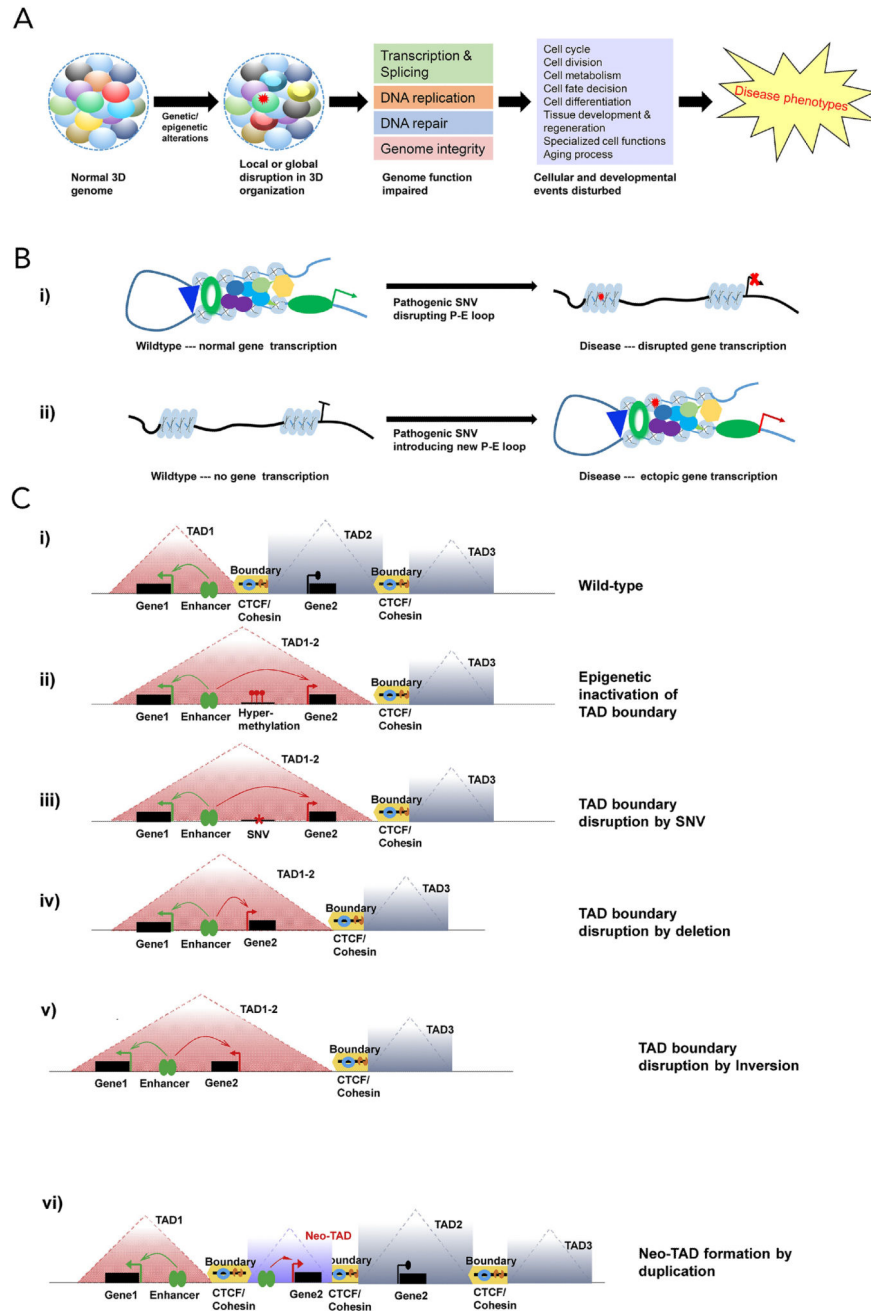 A
Normal 3D
genome
Genetic/
epigenetic
alterations
Local or global
disruption in 3D
organization
Transcription &
Splicing
DNA replication
DNA repair
Genome integrity
Genome function
impaired
Cell cycle
Cell division
Cell metabolism
Cell fate decision
Cell differentiation
Tissue development &
regeneration
Specialized cell functions
Aging process
Cellular and developmental
events disturbed
Disease phenotypes
B
i)
Wildtype --- normal gene transcription
Pathogenic SNV
disrupting P-E loop
Disease --- disrupted gene transcription
ii)
Wildtype --- no gene transcription
Pathogenic SNV
introducing new P-E loop
Disease --- ectopic gene transcription
C
i)
TAD1
TAD2
TAD3
Boundary
Boundary
Gene1
Enhancer
CTCF/
Cohesin
Gene2
CTCF/
Cohesin
Wild-type
ii)
TAD1-2
TAD3
Boundary
Gene1
Enhancer
Hyper-
methylation
Gene2
CTCF/
Cohesin
Epigenetic
inactivation of
TAD boundary
iii)
TAD1-2
TAD3
Boundary
Gene1
Enhancer
SNV
Gene2
CTCF/
Cohesin
TAD boundary
disruption by SNV
iv)
TAD1-2
TAD3
Boundary
Gene1
Enhancer
Gene2
CTCF/
Cohesin
TAD boundary
disruption by deletion
v)
TAD1-2
TAD3
Boundary
Gene1
Enhancer
Gene2
CTCF/
Cohesin
TAD boundary
disruption by Inversion
vi)
TAD1
Neo-TAD
TAD2
TAD3
Boundary
Boundary
Boundary
Gene1
Enhancer
CTCF/
Cohesin
Gene2
CTCF/
Cohesin
Gene2
CTCF/
Cohesin
Neo-TAD formation by
duplication